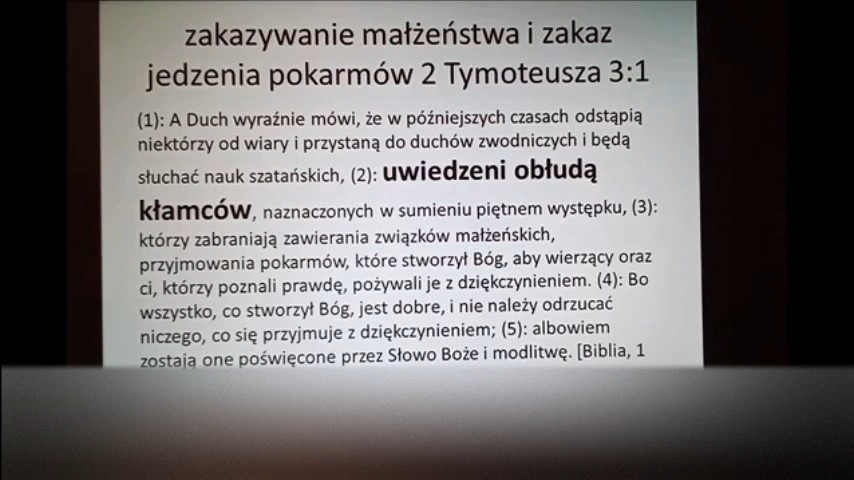 zakazywanie małżeństwa i zakaz
jedzenia pokarmów 2 Tymoteusza 3:1
(1): A Duch wyraźnie mówi, że w późniejszych czasach odstąpią
niektórzy od wiary i przystaną do duchów zwodniczych i będą
słuchać nauk szatańskich, (2): uwiedzeni obłudą
kłamców, naznaczonych w sumieniu piętnem występku, (3):
którzy zabraniają zawierania związków małżeńskich,
przyjmowania pokarmów, które stworzył Bóg, aby wierzący oraz
ci, którzy poznali prawdę, pożywali je z dziękczynieniem. (4): Bo
wszystko, co stworzył Bóg, jest dobre, i nie należy odrzucać
niczego, co się przyjmuje z dziękczynieniem; (5): albowiem
zostają one poświęcone przez Słowo Boże i modlitwę. [Biblia, 1